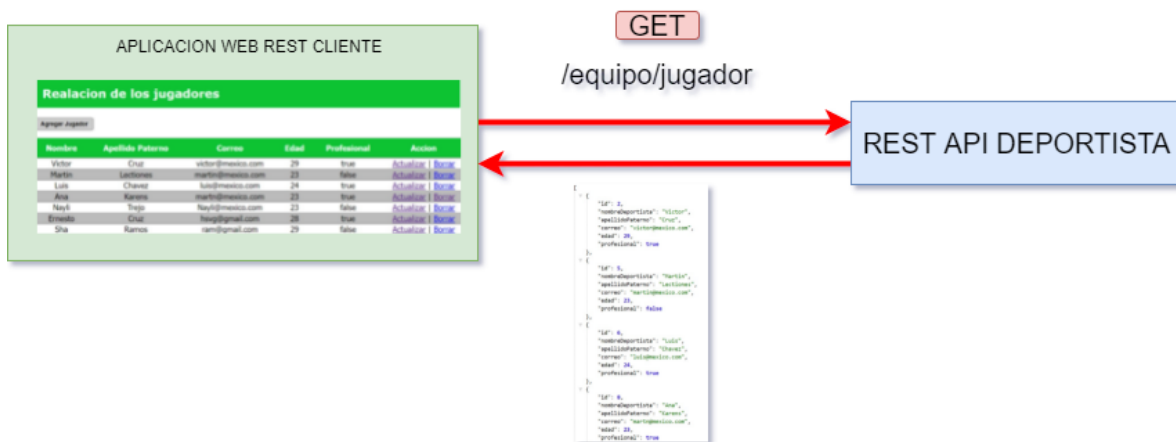 APLICACION WEB REST CLIENTE
Realacion de los jugadores
Agregar Jugador
Nombre Apellido Paterno Correo Edad Profesional Accion
Victor Cruz victor@mexico.com 29 true Actualizar | Borrar
Martin Lectiones martin@mexico.com 23 false Actualizar | Borrar
Luis Chavez luis@mexico.com 24 true Actualizar | Borrar
Ana Karens martn@mexico.com 23 true Actualizar | Borrar
Nayli Trejo Nayli@mexico.com 23 false Actualizar | Borrar
Ernesto Cruz @gmail.com 28 true Actualizar | Borrar
Sha Ramos ram@gmail.com 29 false Actualizar | Borrar
GET
/equipo/jugador
REST API DEPORTISTA
[
{
"id": 2,
"nombreDeportista": "Victor",
"apellidoPaterno": "Cruz",
"correo": "victor@mexico.com",
"edad": 29,
"profesional": true
},
{
"id": 5,
"nombreDeportista": "Martin",
"apellidoPaterno": "Lectiones",
"correo": "martin@mexico.com",
"edad": 23,
"profesional": false
},
{
"id": 6,
"nombreDeportista": "Luis",
"apellidoPaterno": "Chavez",
"correo": "luis@mexico.com",
"edad": 24,
"profesional": true
},
{
"id": 8,
"nombreDeportista": "Ana",
"apellidoPaterno": "Karens",
"correo": "martn@mexico.com",
"edad": 23,
"profesional": true